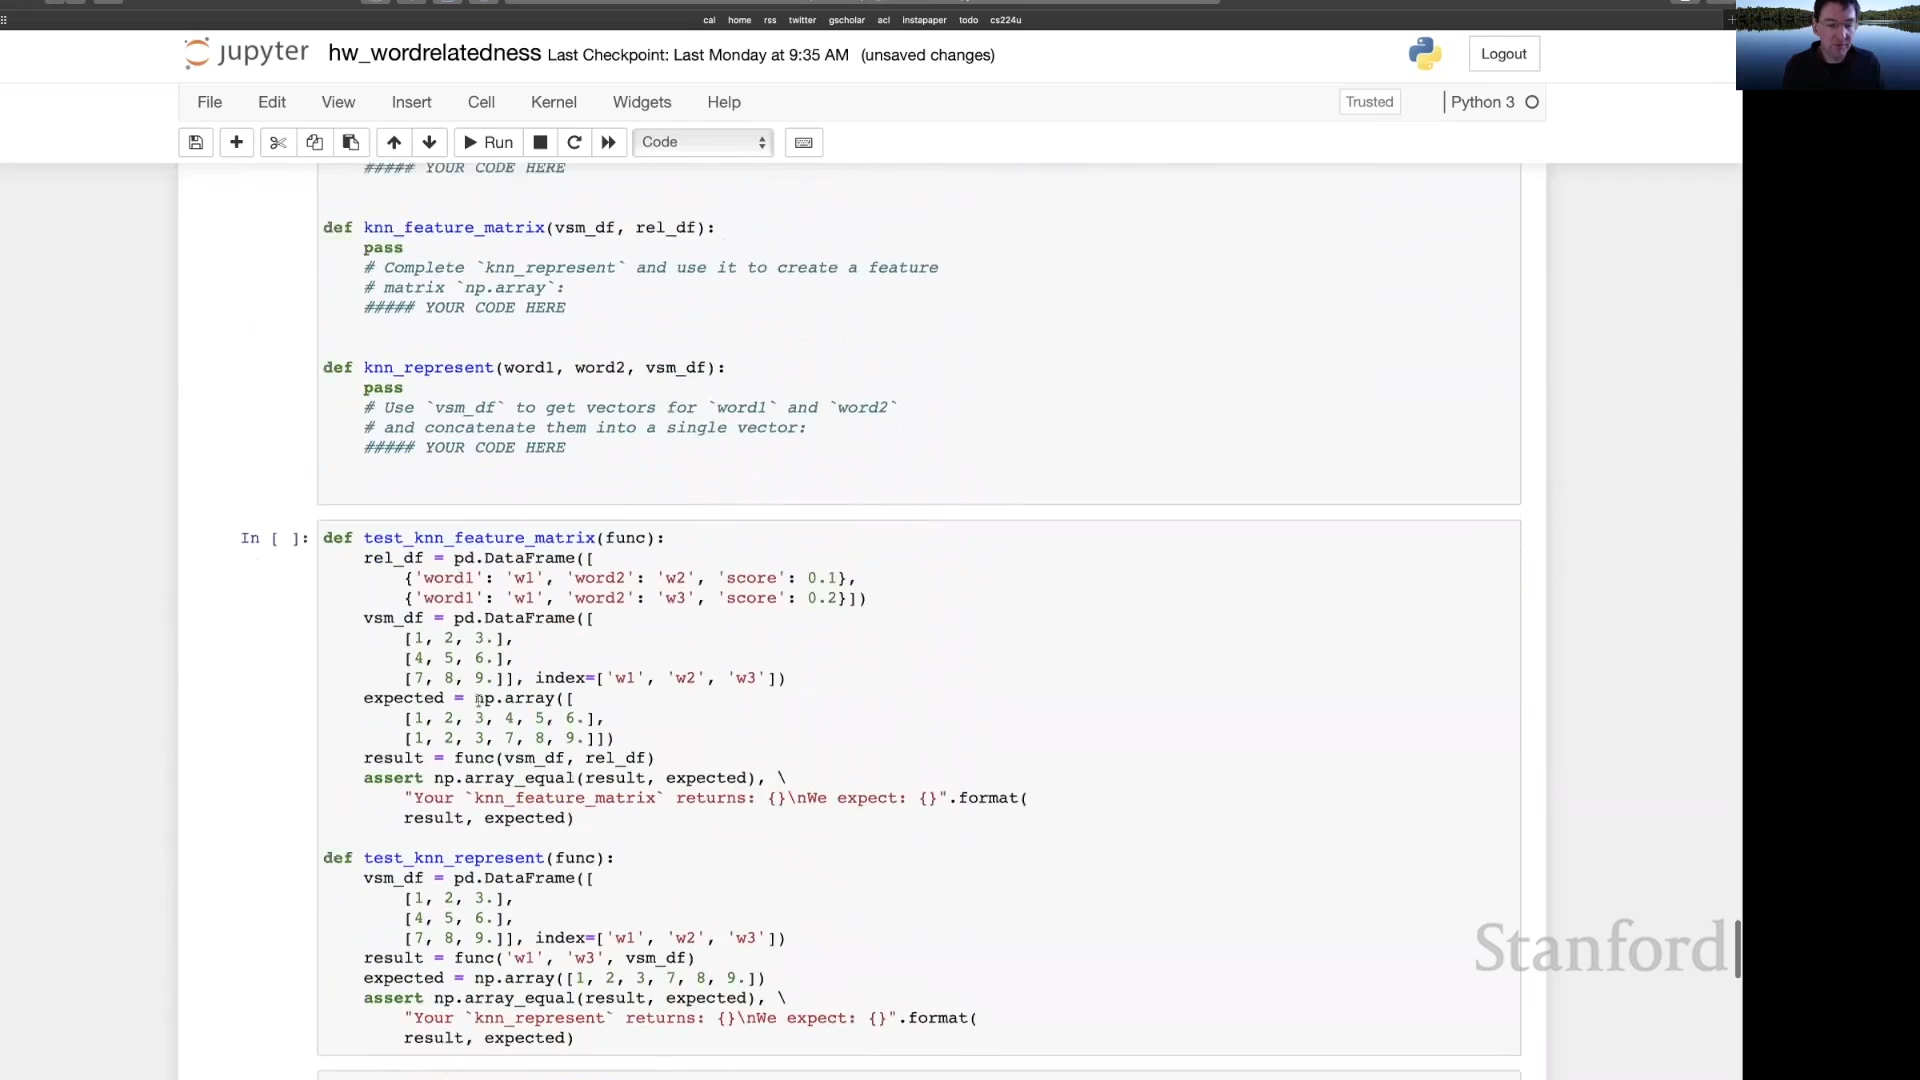 cal home rss twitter gscholar acl instapaper todo cs224u
jupyter hw_wordrelatedness Last Checkpoint: Last Monday at 9:35 AM (unsaved changes)
Logout
File Edit View Insert Cell Kernel Widgets Help
Trusted
Python 3
Run
Code
##### YOUR CODE HERE
def knn_feature_matrix(vsm_df, rel_df):
    pass
    # Complete `knn_represent` and use it to create a feature
    # matrix `np.array`:
    ##### YOUR CODE HERE
def knn_represent(word1, word2, vsm_df):
    pass
    # Use `vsm_df` to get vectors for `word1` and `word2`
    # and concatenate them into a single vector:
    ##### YOUR CODE HERE
In [ ]:
def test_knn_feature_matrix(func):
    rel_df = pd.DataFrame([
        {'word1': 'w1', 'word2': 'w2', 'score': 0.1},
        {'word1': 'w1', 'word2': 'w3', 'score': 0.2}])
    vsm_df = pd.DataFrame([
        [1, 2, 3.],
        [4, 5, 6.],
        [7, 8, 9.]], index=['w1', 'w2', 'w3'])
    expected = np.array([
        [1, 2, 3, 4, 5, 6.],
        [1, 2, 3, 7, 8, 9.]])
    result = func(vsm_df, rel_df)
    assert np.array_equal(result, expected), \
        "Your `knn_feature_matrix` returns: {}\nWe expect: {}".format(
        result, expected)
def test_knn_represent(func):
    vsm_df = pd.DataFrame([
        [1, 2, 3.],
        [4, 5, 6.],
        [7, 8, 9.]], index=['w1', 'w2', 'w3'])
    result = func('w1', 'w3', vsm_df)
    expected = np.array([1, 2, 3, 7, 8, 9.])
    assert np.array_equal(result, expected), \
        "Your `knn_represent` returns: {}\nWe expect: {}".format(
        result, expected)
Stanford